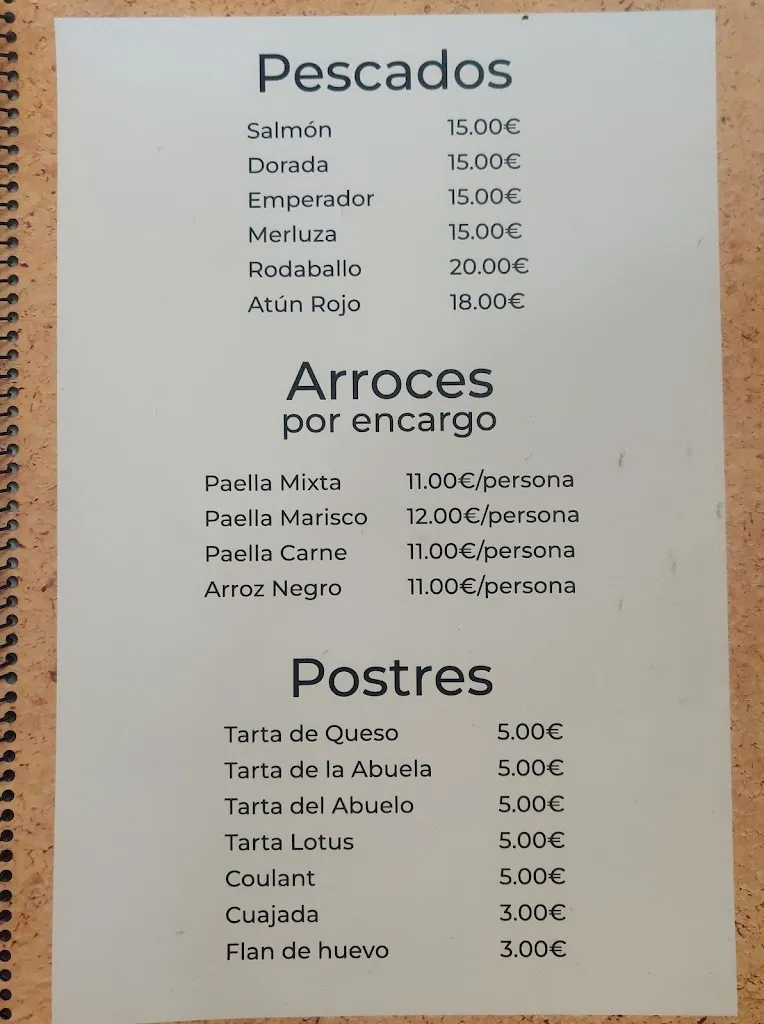 Pescados
Salmón 15.00€
Dorada 15.00€
Emperador 15.00€
Merluza 15.00€
Rodaballo 20.00€
Atún Rojo 18.00€
Arroces
por encargo
Paella Mixta 11.00€/persona
Paella Marisco 12.00€/persona
Paella Carne 11.00€/persona
Arroz Negro 11.00€/persona
Postres
Tarta de Queso 5.00€
Tarta de la Abuela 5.00€
Tarta del Abuelo 5.00€
Tarta Lotus 5.00€
Coulant 5.00€
Cuajada 3.00€
Flan de huevo 3.00€